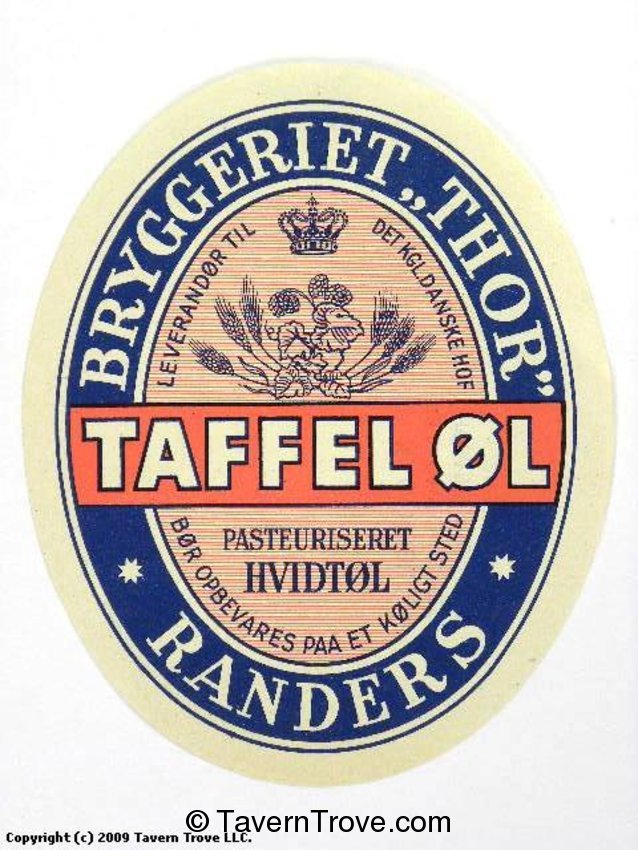 BRYGGERIET „THOR”
LEVERANDØR TIL
DET KGL. DANSKE HOF
TAFFEL ØL
PASTEURISERET
HVIDTØL
BØR OPBEVARES PAA ET KØLIGT STED
RANDERS
© TavernTrove.com
Copyright (c) 2009 Tavern Trove LLC.